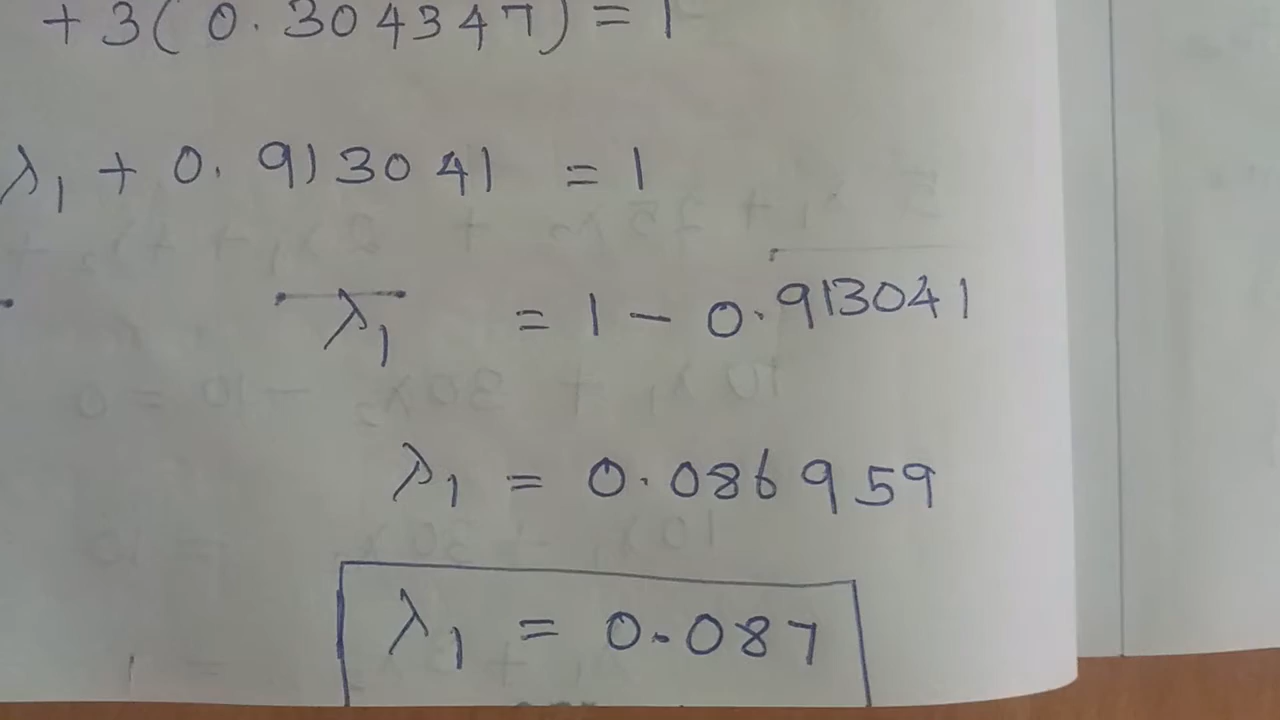 + 3(0.304347) = 1
λ₁ + 0.913041 = 1
λ₁ = 1 - 0.913041
λ₁ = 0.086959
λ₁ = 0.087